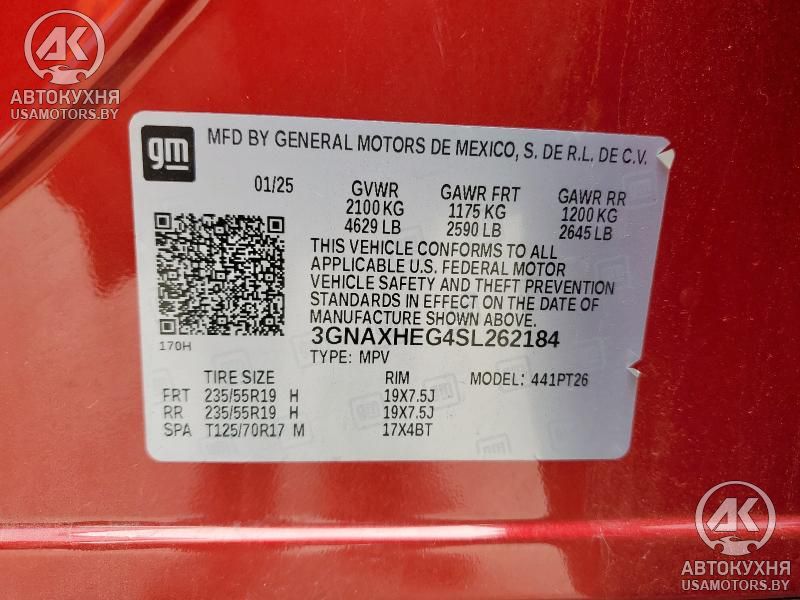 АК
АВТОКУХНЯ
USAMOTORS.BY
gm
MFD BY GENERAL MOTORS DE MEXICO, S. DE R.L. DE C.V.
01/25 GVWR GAWR FRT GAWR RR
2100 KG 1175 KG 1200 KG
4629 LB 2590 LB 2645 LB
THIS VEHICLE CONFORMS TO ALL
APPLICABLE U.S. FEDERAL MOTOR
VEHICLE SAFETY AND THEFT PREVENTION
STANDARDS IN EFFECT ON THE DATE OF
MANUFACTURE SHOWN ABOVE.
170H
3GNAXHEG4SL262184
TYPE: MPV
TIRE SIZE RIM MODEL: 441PT26
FRT 235/55R19 H 19X7.5J
RR 235/55R19 H 19X7.5J
SPA T125/70R17 M 17X4BT
АК
АВТОКУХНЯ
USAMOTORS.BY